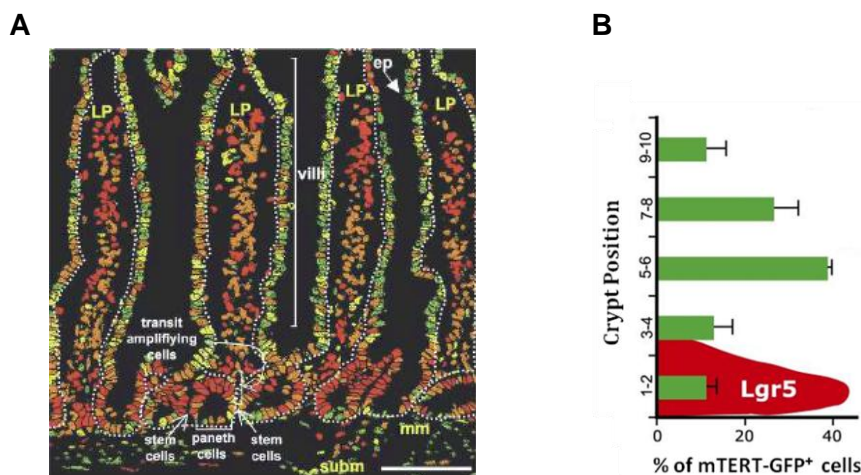 A
ep
LP
LP
LP
LP
villi
transit
amplifiying
cells
stem
cells
paneth
cells
stem
cells
mm
subm
B
Crypt Position
9-10
7-8
5-6
3-4
1-2
Lgr5
0
20
40
% of mTERT-GFP⁺ cells